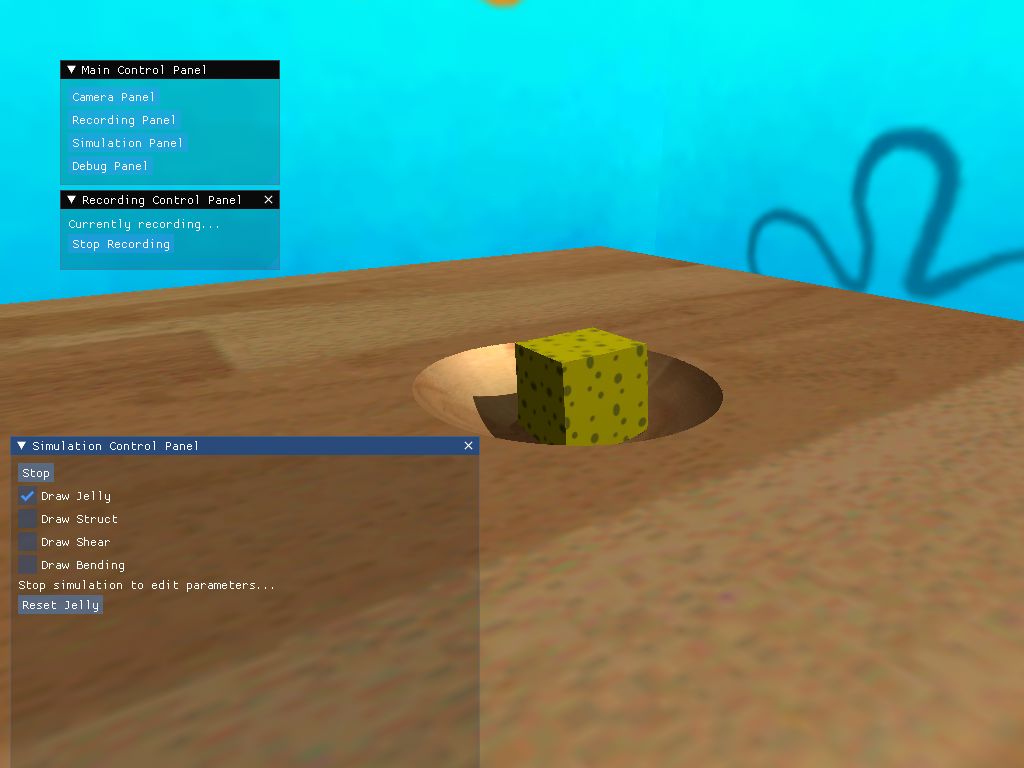 Main Control Panel
Camera Panel
Recording Panel
Simulation Panel
Debug Panel
Recording Control Panel
Currently recording...
Stop Recording
Simulation Control Panel
Stop
Draw Jelly
Draw Struct
Draw Shear
Draw Bending
Stop simulation to edit parameters...
Reset Jelly